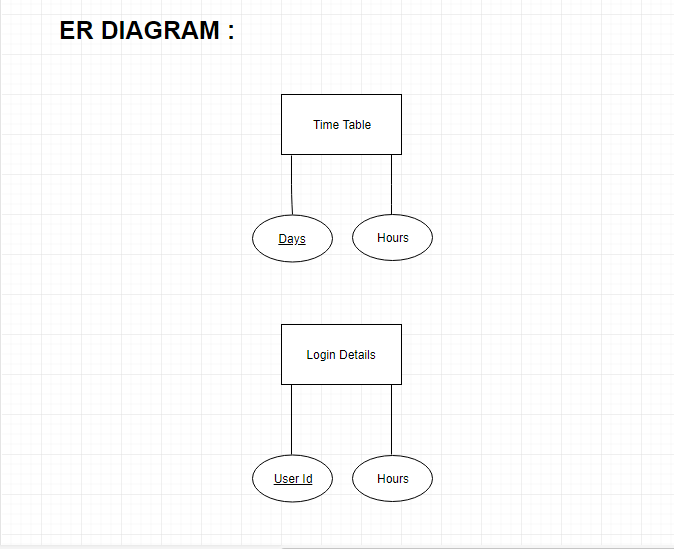 ER DIAGRAM :
Time Table
Days
Hours
Login Details
User Id
Hours